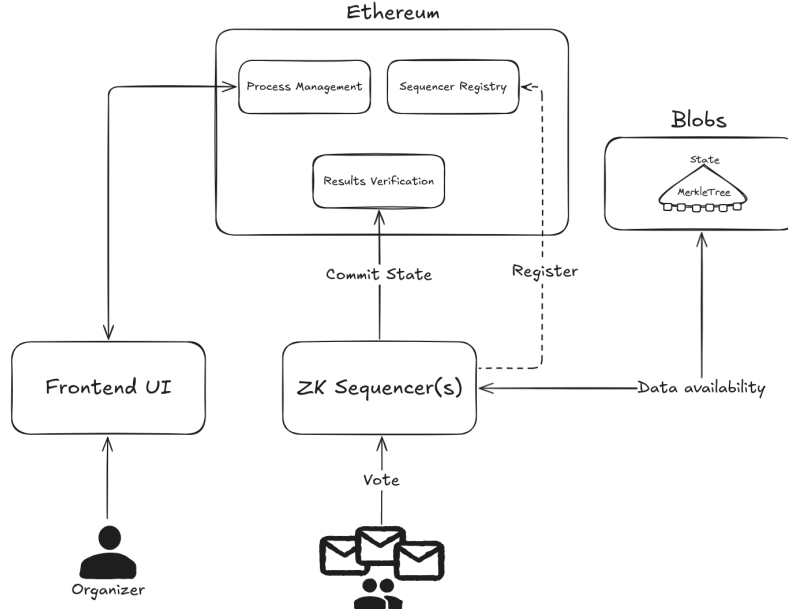 Ethereum
Process Management
Sequencer Registry
Blobs
State
MerkleTree
Results Verification
Commit State
Register
Frontend UI
ZK Sequencer(s)
Data availability
Vote
Organizer